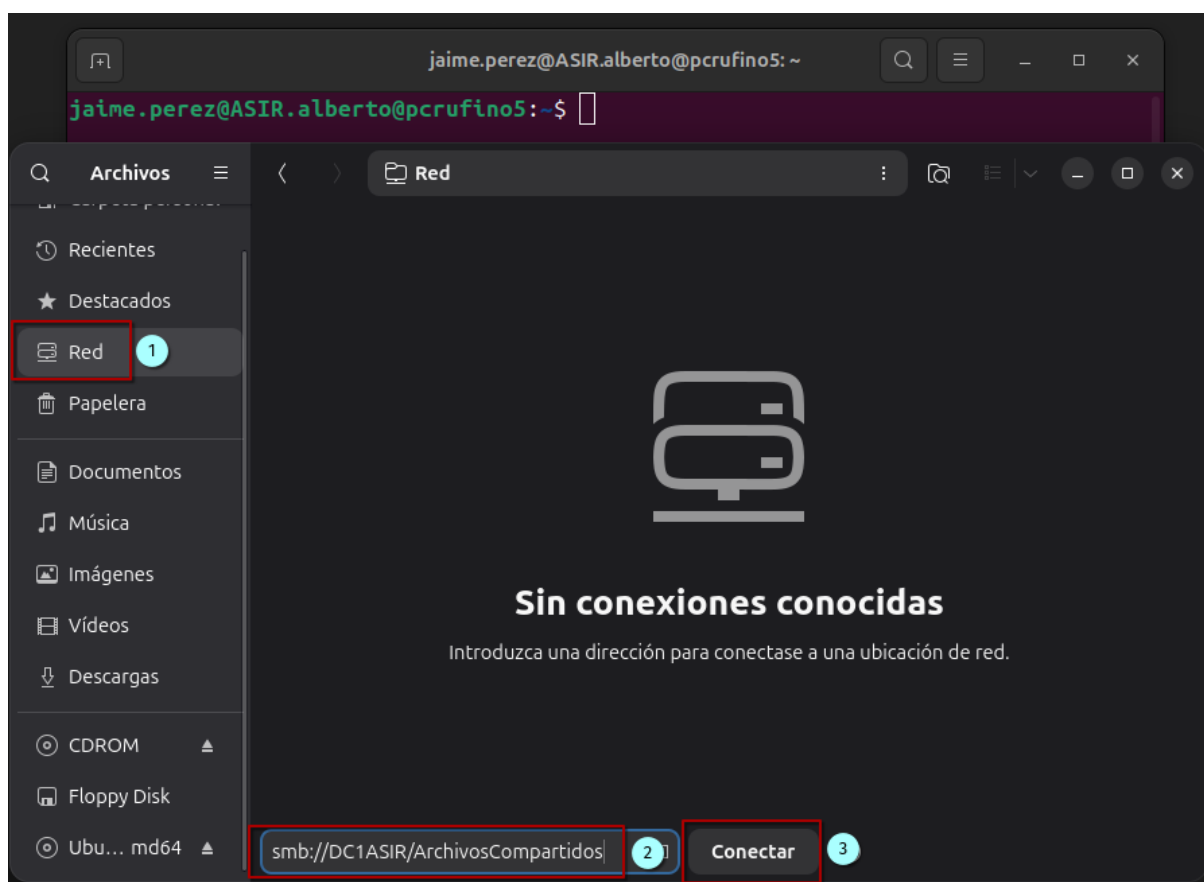 jaime.perez@ASIR.alberto@pcrufino5: ~
jaime.perez@ASIR.alberto@pcrufino5:~$
Archivos
Red
Recientes
Destacados
Red
1
Papelera
Documentos
Música
Imágenes
Vídeos
Descargas
CDROM
Floppy Disk
Ubu... md64
Sin conexiones conocidas
Introduzca una dirección para conectase a una ubicación de red.
smb://DC1ASIR/ArchivosCompartidos
2
Conectar
3